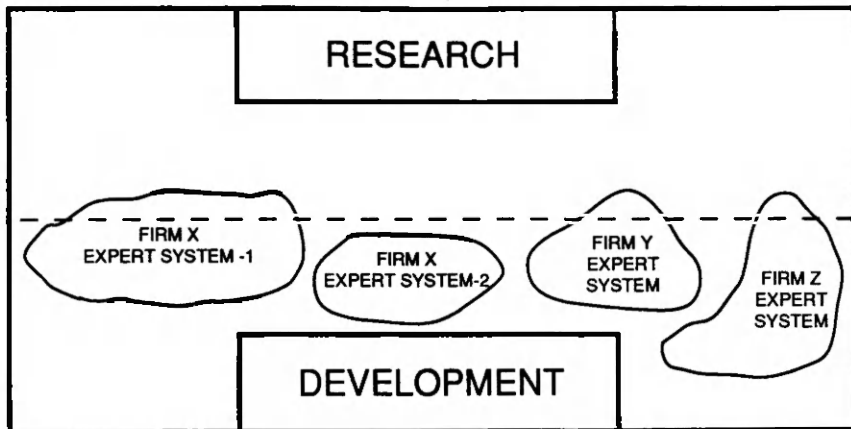 RESEARCH
FIRM X
EXPERT SYSTEM -1
FIRM X
EXPERT SYSTEM-2
FIRM Y
EXPERT
SYSTEM
FIRM Z
EXPERT
SYSTEM
DEVELOPMENT